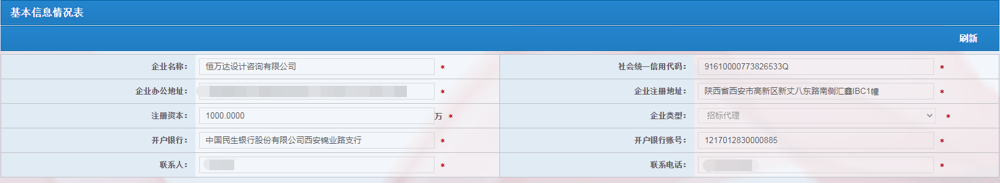 基本信息情况表
刷新
企业名称： 恒万达设计咨询有限公司 * 社会统一信用代码： 91610000773826533Q *
企业办公地址： * 企业注册地址： 陕西省西安市高新区新丈八东路南侧汇鑫IBC1幢 *
注册资本： 1000.0000 万 * 企业类型： 招标代理 *
开户银行： 中国民生银行股份有限公司西安锦业路支行 * 开户银行账号： 1217012830000885 *
联系人： * 联系电话： *